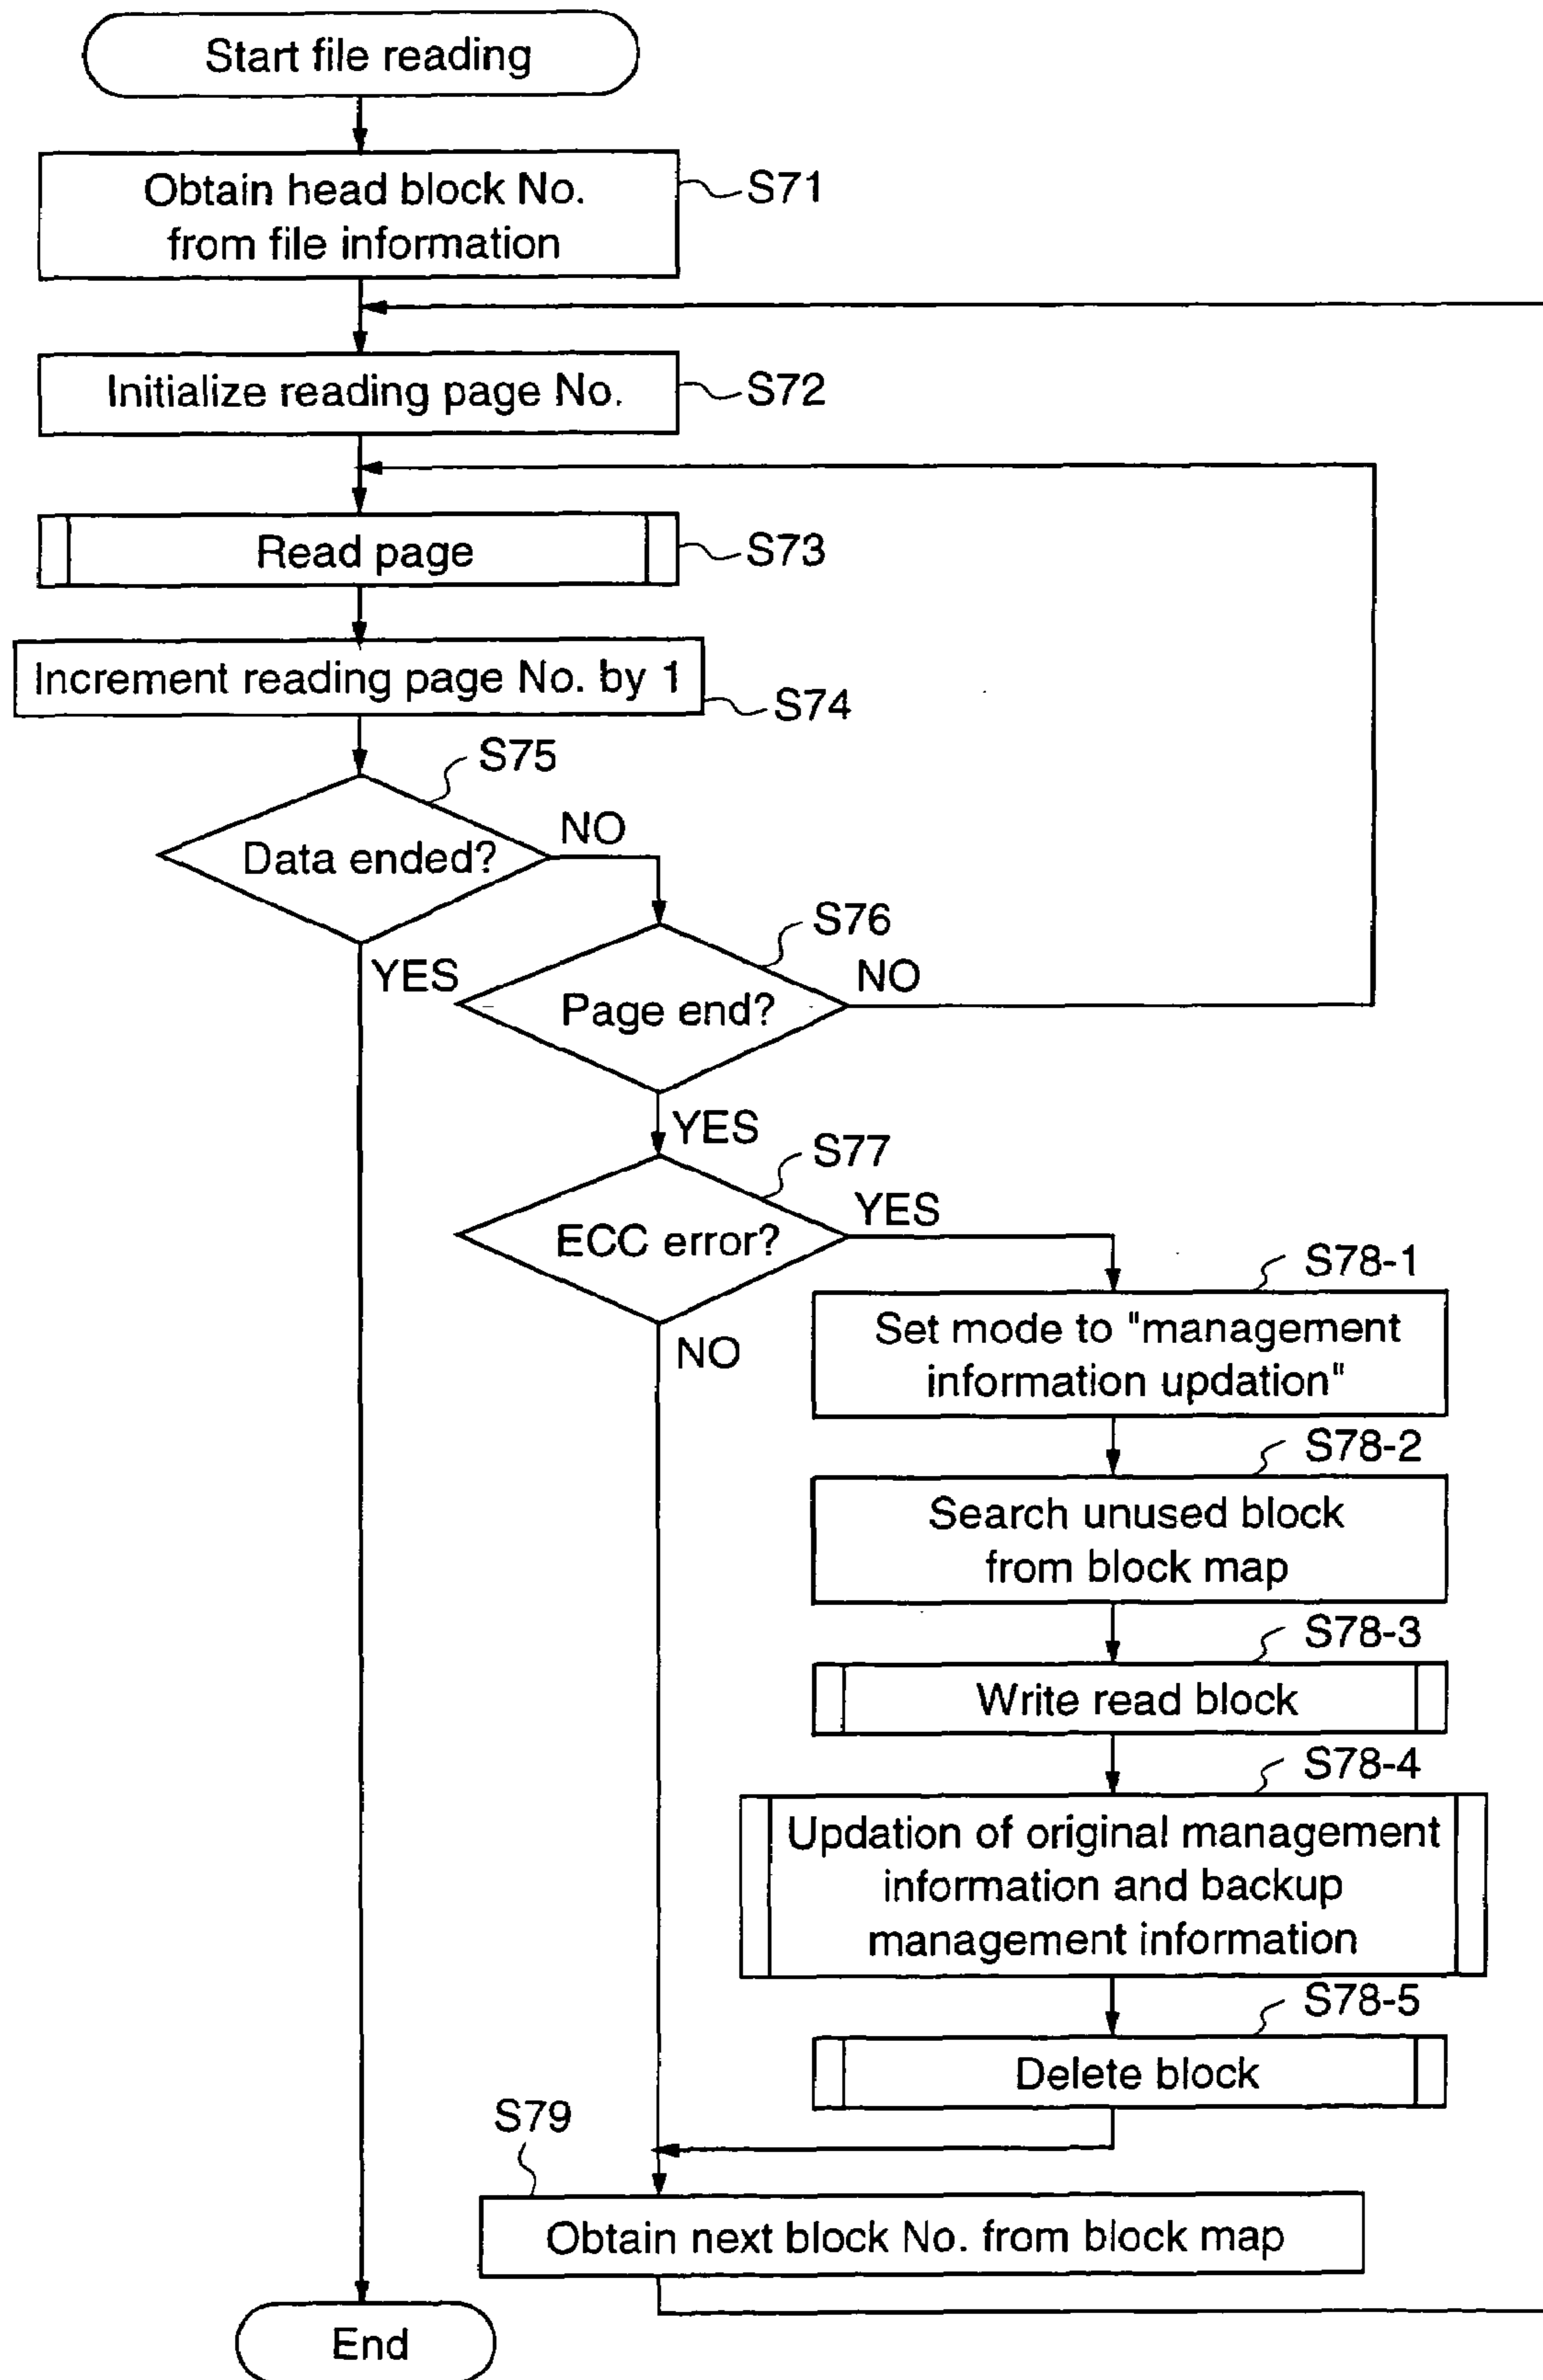 Start file reading
Obtain head block No.
from file information
S71
Initialize reading page No.
S72
Read page
S73
Increment reading page No. by 1
S74
S75
Data ended?
NO
YES
S76
Page end?
NO
YES
S77
ECC error?
YES
NO
S78-1
Set mode to "management
information updation"
S78-2
Search unused block
from block map
S78-3
Write read block
S78-4
Updation of original management
information and backup
management information
S78-5
Delete block
S79
Obtain next block No. from block map
End